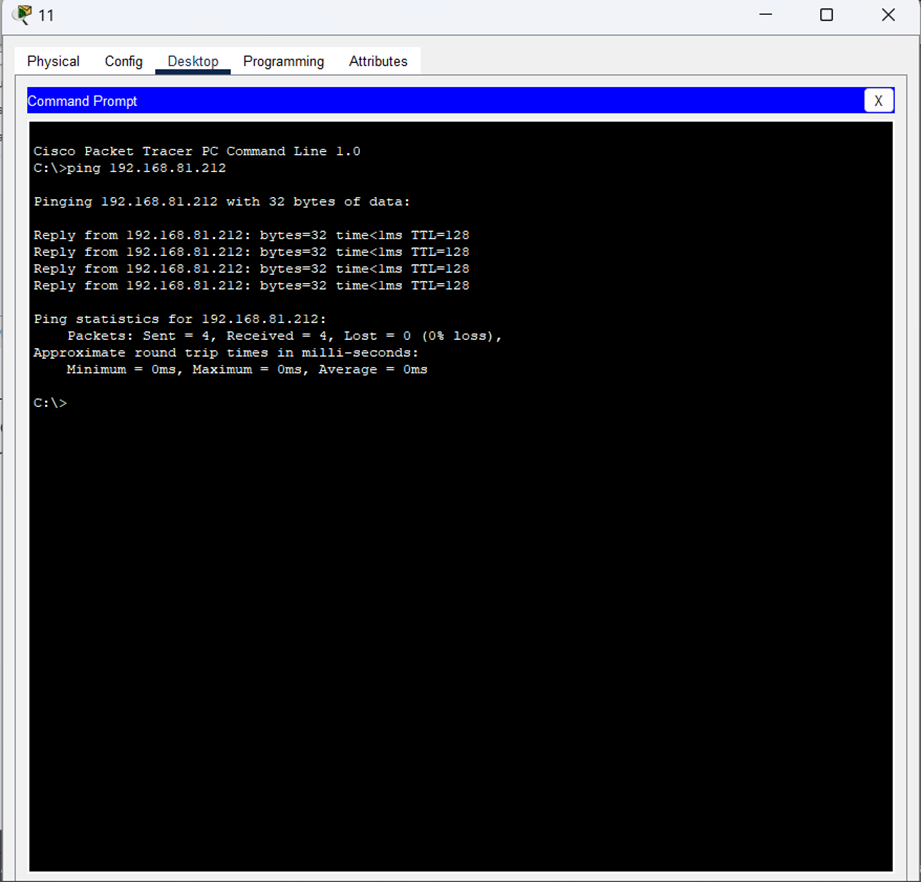 11
Physical Config Desktop Programming Attributes
Command Prompt X
Cisco Packet Tracer PC Command Line 1.0
C:\>ping 192.168.81.212
Pinging 192.168.81.212 with 32 bytes of data:
Reply from 192.168.81.212: bytes=32 time<1ms TTL=128
Reply from 192.168.81.212: bytes=32 time<1ms TTL=128
Reply from 192.168.81.212: bytes=32 time<1ms TTL=128
Reply from 192.168.81.212: bytes=32 time<1ms TTL=128
Ping statistics for 192.168.81.212:
Packets: Sent = 4, Received = 4, Lost = 0 (0% loss),
Approximate round trip times in milli-seconds:
Minimum = 0ms, Maximum = 0ms, Average = 0ms
C:\>